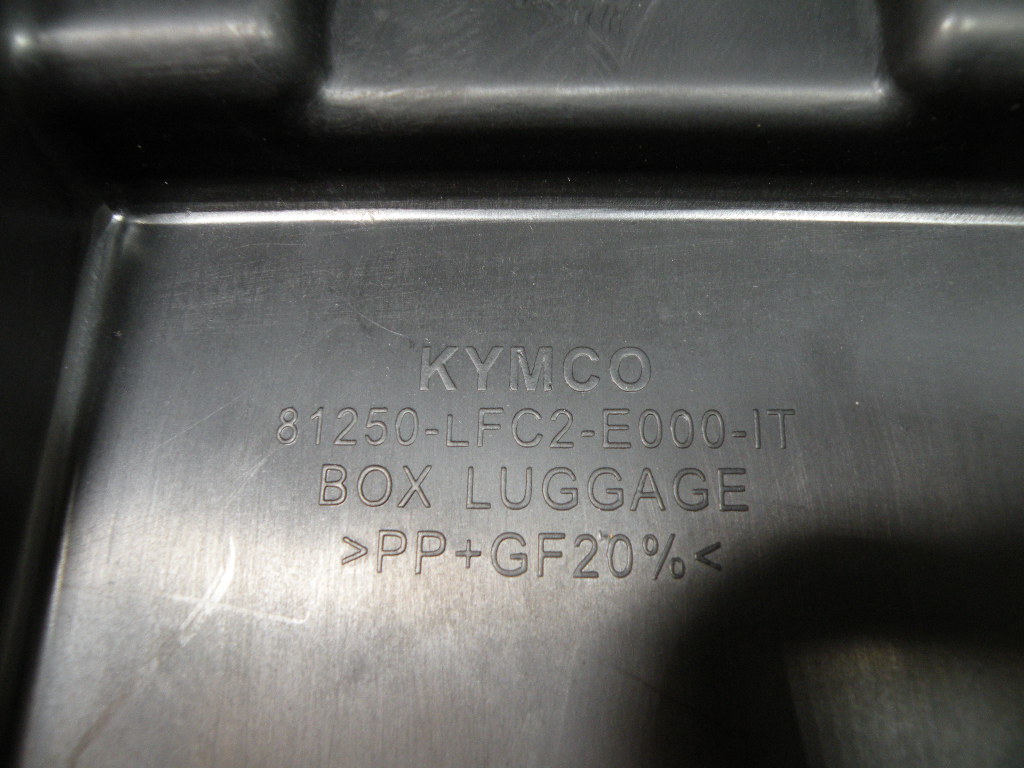 KYMCO
81250-LFC2-E000-IT
BOX LUGGAGE
>PP+GF20%<